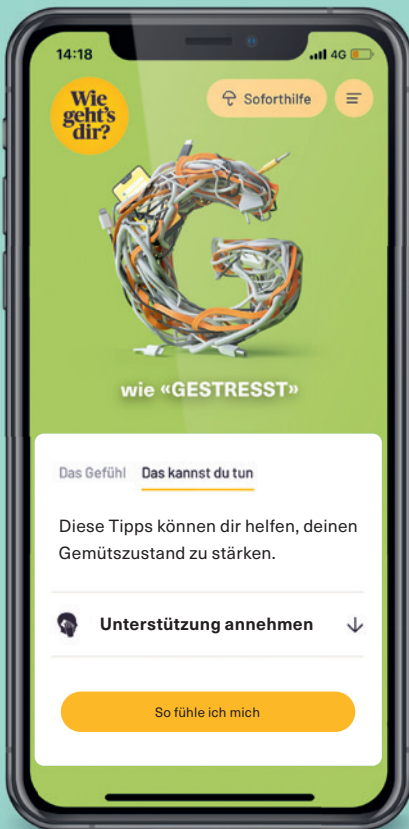 14:18
4G
Wie
geht's
dir?
Soforthilfe
G
wie «GESTRESST»
Das Gefühl Das kannst du tun
Diese Tipps können dir helfen, deinen
Gemütszustand zu stärken.
Unterstützung annehmen
So fühle ich mich